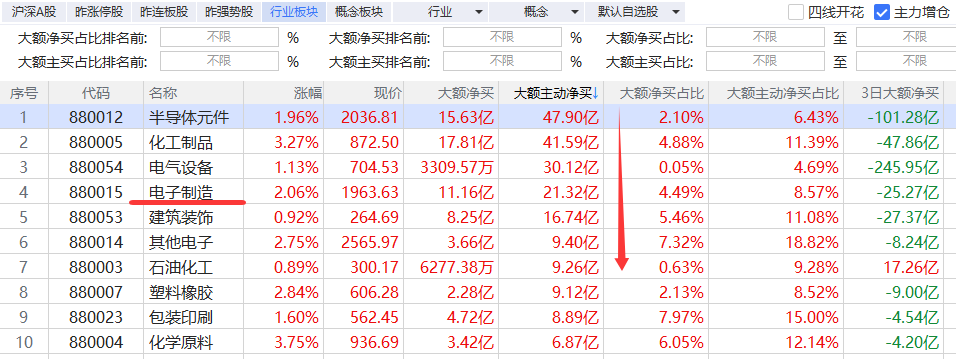 沪深A股 昨涨停股 昨连板股 昨强势股 行业板块 概念板块 行业 概念 默认自选股 四线开花 主力增仓
大额净买占比排名前: 不限 % 大额净买排名前: 不限 % 大额净买占比: 不限 至 不限
大额主买占比排名前: 不限 % 大额主买排名前: 不限 % 大额主买占比: 不限 至 不限
序号 代码 名称 涨幅 现价 大额净买 大额主动净买↓ 大额净买占比 大额主动净买占比 3日大额净买
1 880012 半导体元件 1.96% 2036.81 15.63亿 47.90亿 2.10% 6.43% -101.28亿
2 880005 化工制品 3.27% 872.50 17.81亿 41.59亿 4.88% 11.39% -47.86亿
3 880054 电气设备 1.13% 704.53 3309.57万 30.12亿 0.05% 4.69% -245.95亿
4 880015 电子制造 2.06% 1963.63 11.16亿 21.32亿 4.49% 8.57% -25.27亿
5 880053 建筑装饰 0.92% 264.69 8.25亿 16.74亿 5.46% 11.08% -27.37亿
6 880014 其他电子 2.75% 2565.97 3.66亿 9.40亿 7.32% 18.82% -8.24亿
7 880003 石油化工 0.89% 300.17 6277.38万 9.26亿 0.63% 9.28% 17.26亿
8 880007 塑料橡胶 2.84% 606.28 2.28亿 9.12亿 2.13% 8.52% -9.00亿
9 880023 包装印刷 1.60% 562.45 4.72亿 8.89亿 7.97% 15.00% -4.54亿
10 880004 化学原料 3.75% 936.69 3.42亿 6.87亿 6.05% 12.14% -4.20亿